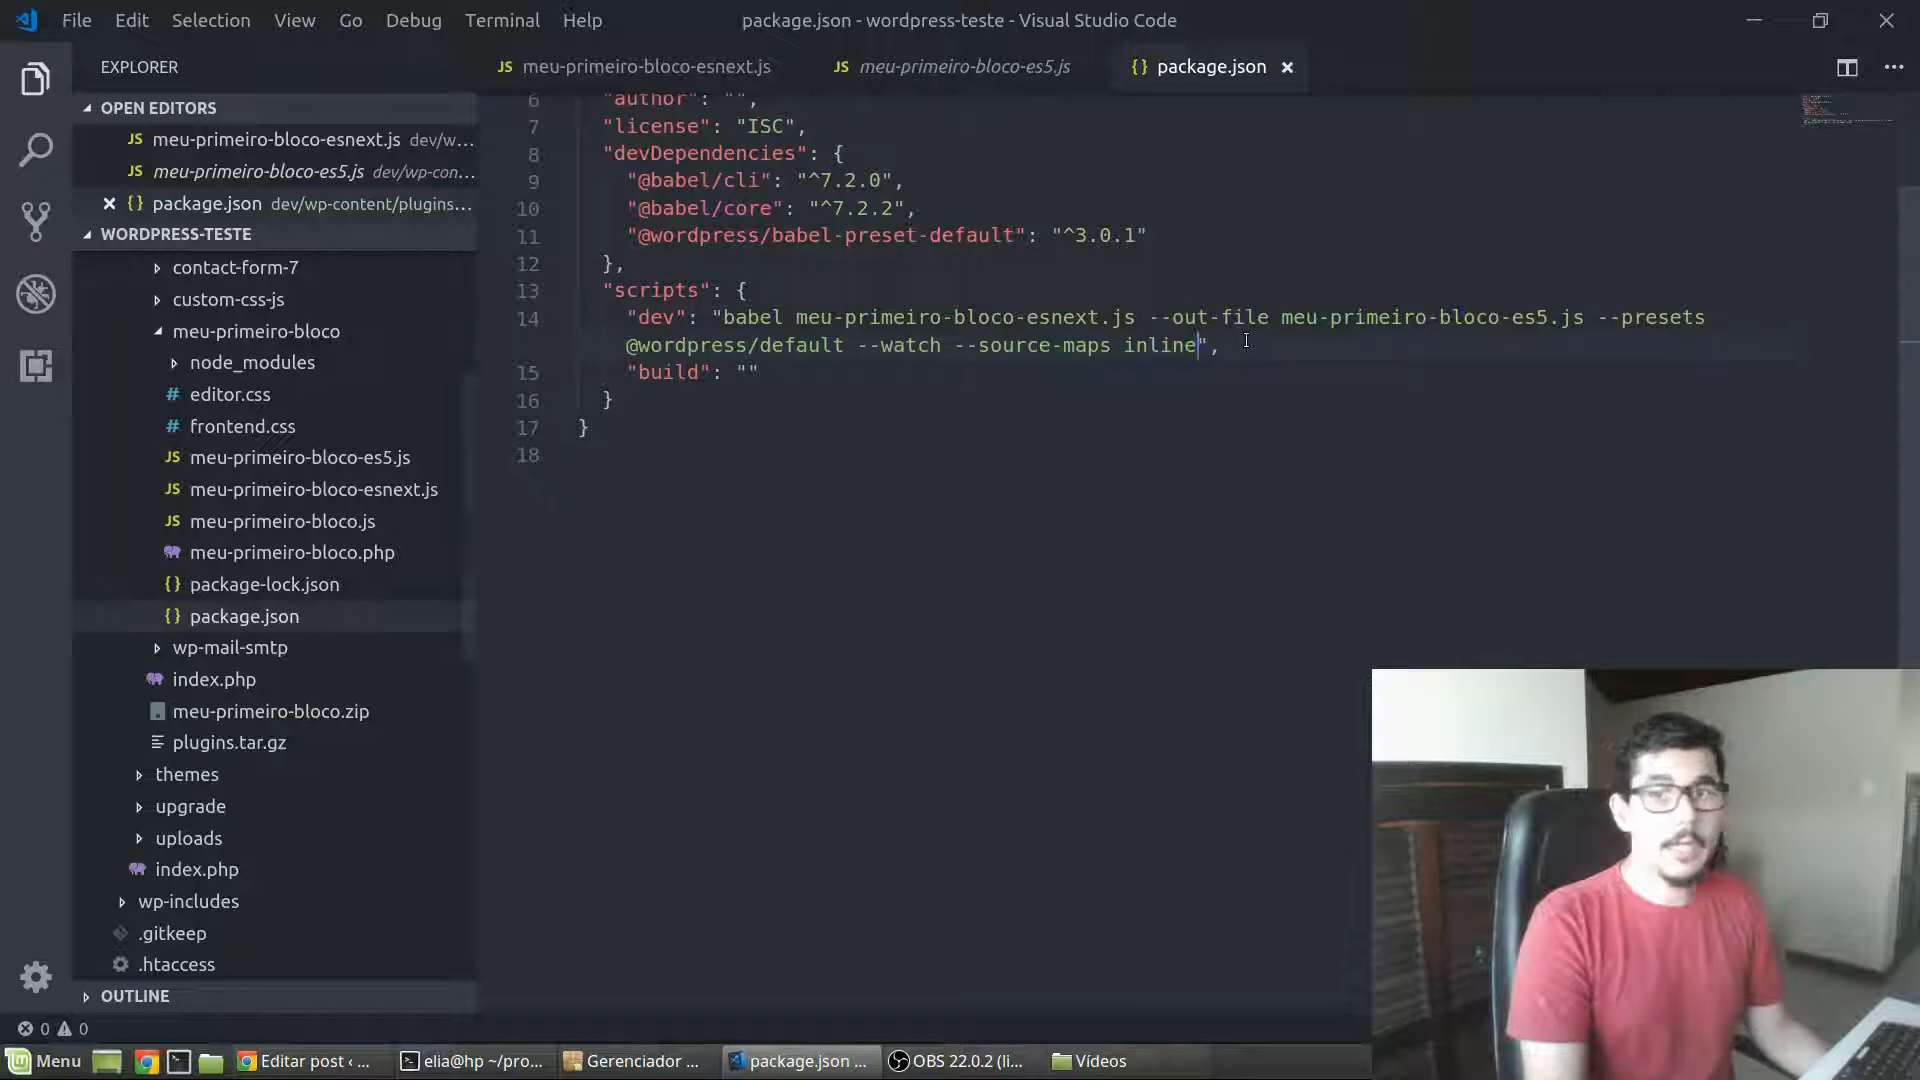 File Edit Selection View Go Debug Terminal Help
package.json - wordpress-teste - Visual Studio Code
EXPLORER
OPEN EDITORS
JS meu-primeiro-bloco-esnext.js dev/w...
JS meu-primeiro-bloco-es5.js dev/wp-con...
{} package.json dev/wp-content/plugins...
WORDPRESS-TESTE
contact-form-7
custom-css-js
meu-primeiro-bloco
node_modules
# editor.css
# frontend.css
JS meu-primeiro-bloco-es5.js
JS meu-primeiro-bloco-esnext.js
JS meu-primeiro-bloco.js
meu-primeiro-bloco.php
{} package-lock.json
{} package.json
wp-mail-smtp
index.php
meu-primeiro-bloco.zip
plugins.tar.gz
themes
upgrade
uploads
index.php
wp-includes
.gitkeep
.htaccess
OUTLINE
JS meu-primeiro-bloco-esnext.js JS meu-primeiro-bloco-es5.js {} package.json
6 "author": "",
7 "license": "ISC",
8 "devDependencies": {
9 "@babel/cli": "^7.2.0",
10 "@babel/core": "^7.2.2",
11 "@wordpress/babel-preset-default": "^3.0.1"
12 },
13 "scripts": {
14 "dev": "babel meu-primeiro-bloco-esnext.js --out-file meu-primeiro-bloco-es5.js --presets
@wordpress/default --watch --source-maps inline",
15 "build": ""
16 }
17 }
18
0 0
Menu Editar post ‹ ... elia@hp ~/pro... Gerenciador ... package.json ... OBS 22.0.2 (li... Vídeos